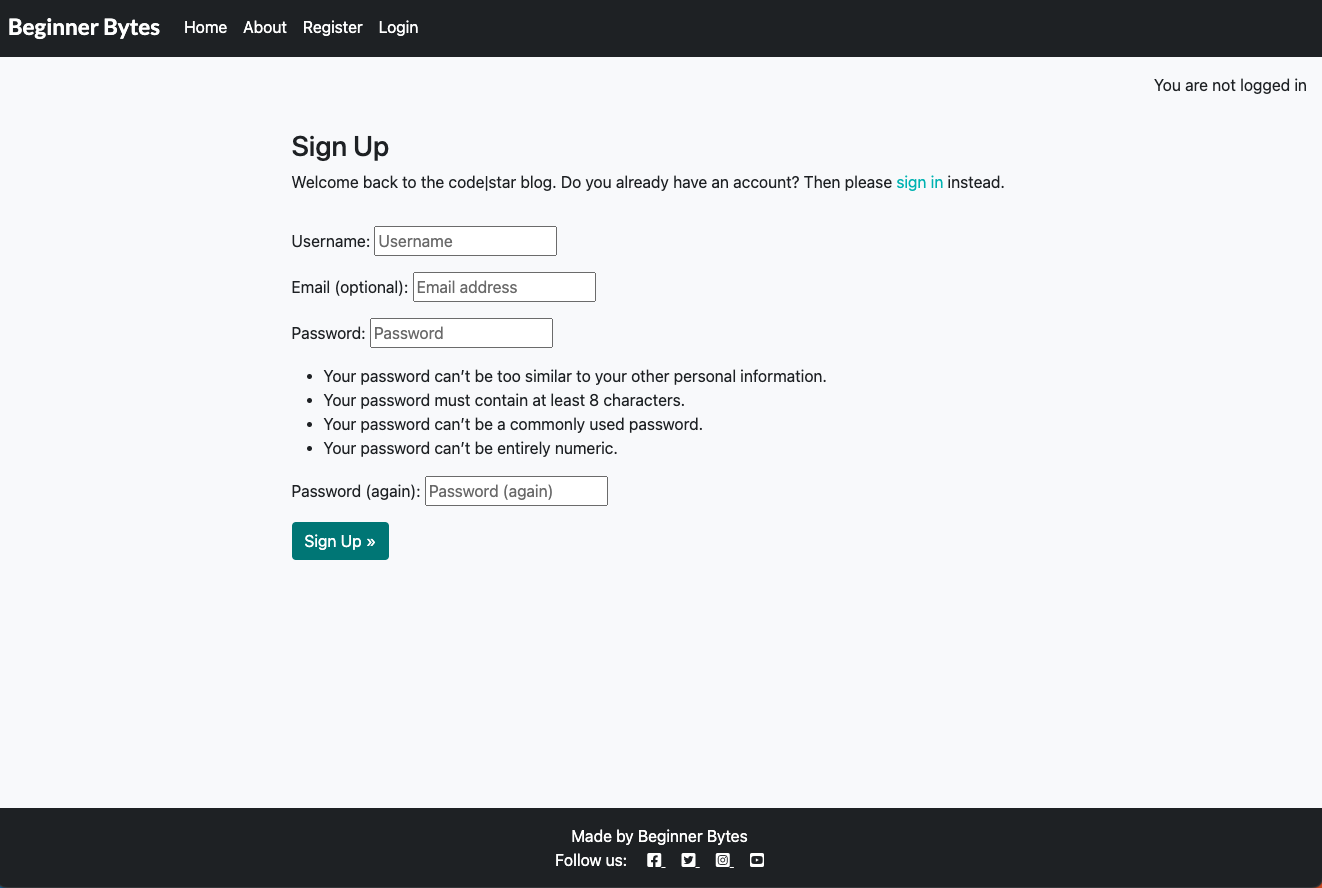 Beginner Bytes Home About Register Login
You are not logged in
Sign Up
Welcome back to the code|star blog. Do you already have an account? Then please sign in instead.
Username: Username
Email (optional): Email address
Password: Password
• Your password can’t be too similar to your other personal information.
• Your password must contain at least 8 characters.
• Your password can’t be a commonly used password.
• Your password can’t be entirely numeric.
Password (again): Password (again)
Sign Up »
Made by Beginner Bytes
Follow us: